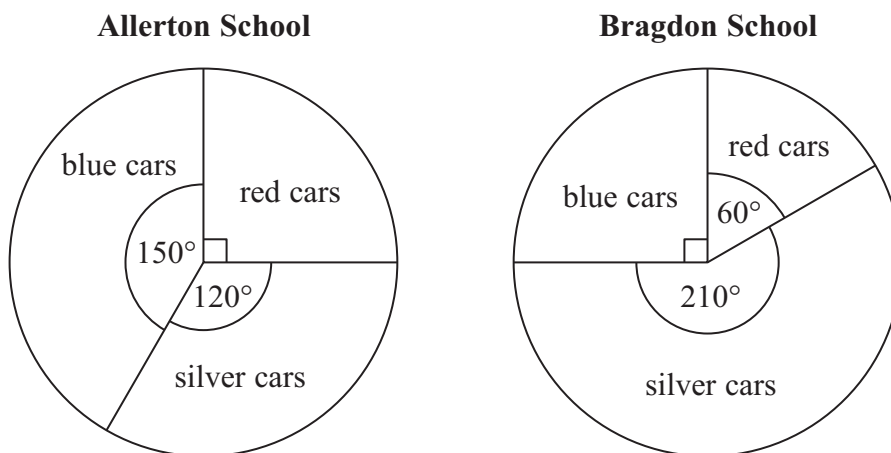 Allerton School
blue cars
red cars
150°
120°
silver cars
Bragdon School
red cars
blue cars
60°
210°
silver cars